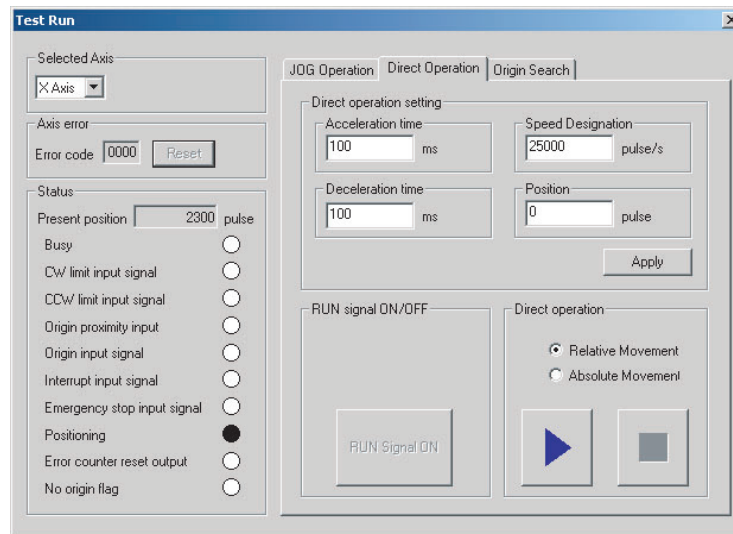 Test Run
Selected Axis
X Axis
Axis error
Error code 0000 Reset
Status
Present position 2300 pulse
Busy
CW limit input signal
CCW limit input signal
Origin proximity input
Origin input signal
Interrupt input signal
Emergency stop input signal
Positioning
Error counter reset output
No origin flag
JOG Operation Direct Operation Origin Search
Direct operation setting
Acceleration time
100 ms
Speed Designation
25000 pulse/s
Deceleration time
100 ms
Position
0 pulse
Apply
RUN signal ON/OFF
RUN Signal ON
Direct operation
Relative Movement
Absolute Movement